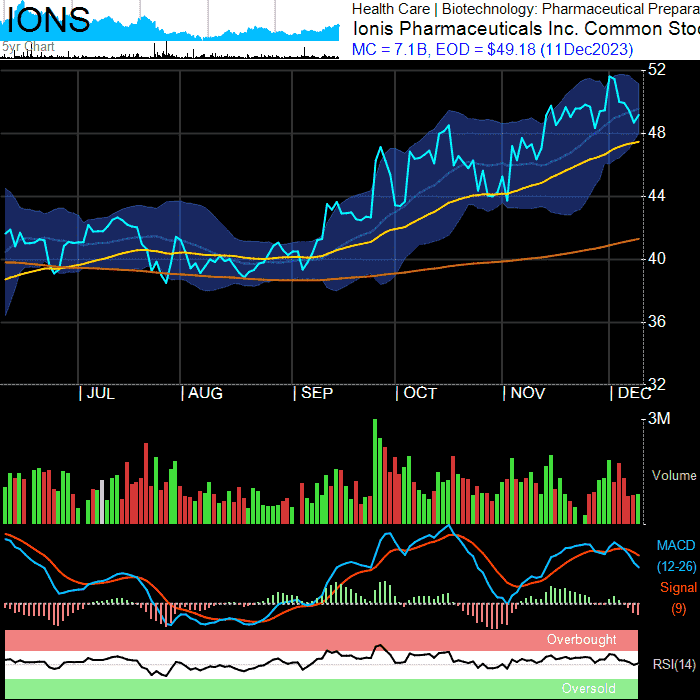 IONS
5yr Chart
Health Care | Biotechnology: Pharmaceutical Prepara
Ionis Pharmaceuticals Inc. Common Stoc
MC = 7.1B, EOD = $49.18 (11Dec2023)
52
48
44
40
36
32
| JUL | AUG | SEP | OCT | NOV | DEC
3M
Volume
MACD
(12-26)
Signal
(9)
Overbought
RSI(14)
Oversold